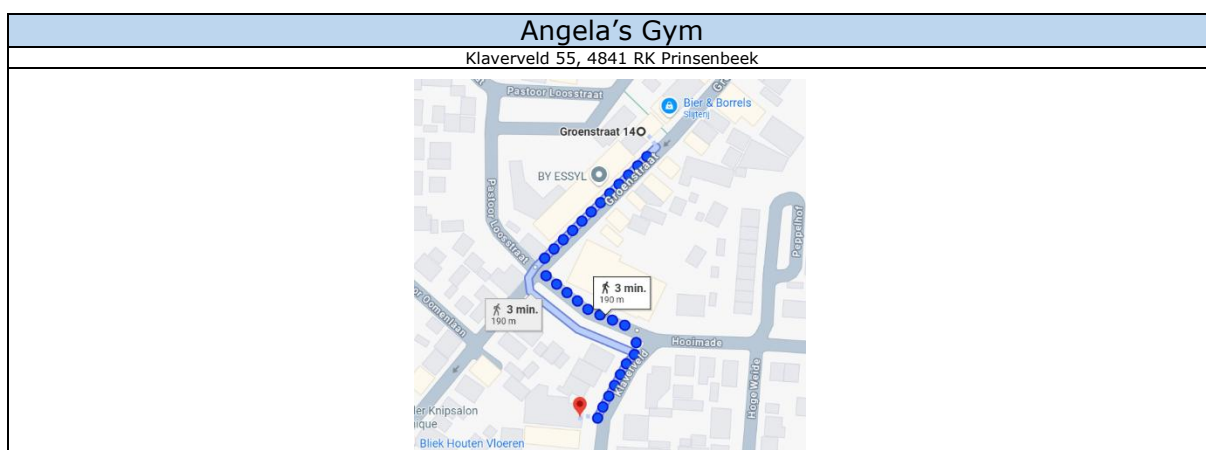 Angela's Gym
Klaverveld 55, 4841 RK Prinsenbeek
Pastoor Loosstraat
Bier & Borrels
Slijterij
Groenstraat 14
BY ESSYL
Groenstraat
Pastoor Loosstraat
Peppelhof
3 min.
190 m
3 min.
190 m
Oomenlaan
Hooimade
Klaverveld
Hoge Weide
Knipsalon
Bliek Houten Vloeren